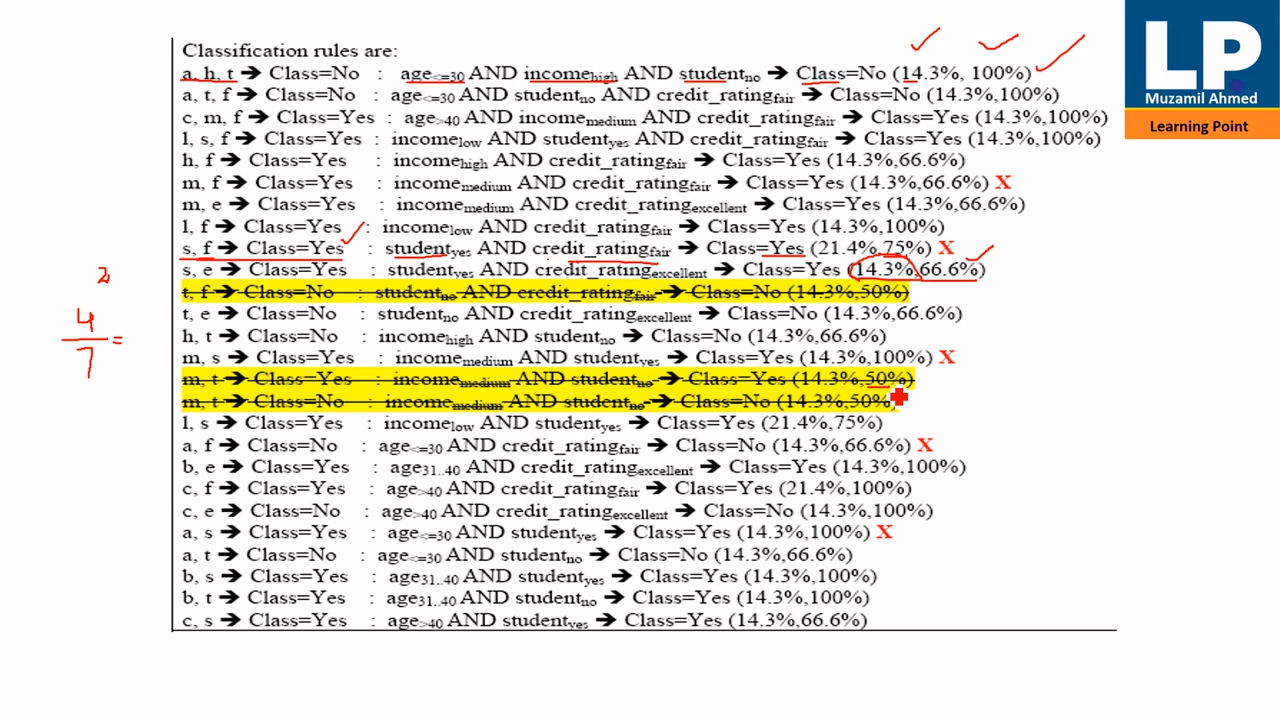 LP
Muzamil Ahmed
Learning Point
Classification rules are:
a, h, t ➔ Class=No : age<=30 AND incomehigh AND studentno ➔ Class=No (14.3%, 100%)
a, t, f ➔ Class=No : age<=30 AND studentno AND credit_ratingfair ➔ Class=No (14.3%,100%)
c, m, f ➔ Class=Yes : age>40 AND incomemedium AND credit_ratingfair ➔ Class=Yes (14.3%,100%)
l, s, f ➔ Class=Yes : incomelow AND studentyes AND credit_ratingfair ➔ Class=Yes (14.3%,100%)
h, f ➔ Class=Yes : incomehigh AND credit_ratingfair ➔ Class=Yes (14.3%,66.6%)
m, f ➔ Class=Yes : incomemedium AND credit_ratingfair ➔ Class=Yes (14.3%,66.6%) X
m, e ➔ Class=Yes : incomemedium AND credit_ratingexcellent ➔ Class=Yes (14.3%,66.6%)
l, f ➔ Class=Yes : incomelow AND credit_ratingfair ➔ Class=Yes (14.3%,100%)
s, f ➔ Class=Yes : studentyes AND credit_ratingfair ➔ Class=Yes (21.4%,75%) X
s, e ➔ Class=Yes : studentyes AND credit_ratingexcellent ➔ Class=Yes (14.3%,66.6%)
t, f ➔ Class=No : studentno AND credit_ratingfair ➔ Class=No (14.3%,50%)
t, e ➔ Class=No : studentno AND credit_ratingexcellent ➔ Class=No (14.3%,66.6%)
h, t ➔ Class=No : incomehigh AND studentno ➔ Class=No (14.3%,66.6%)
m, s ➔ Class=Yes : incomemedium AND studentyes ➔ Class=Yes (14.3%,100%) X
m, t ➔ Class=Yes : incomemedium AND studentno ➔ Class=Yes (14.3%,50%)
m, t ➔ Class=No : incomemedium AND studentno ➔ Class=No (14.3%,50%)
l, s ➔ Class=Yes : incomelow AND studentyes ➔ Class=Yes (21.4%,75%)
a, f ➔ Class=No : age<=30 AND credit_ratingfair ➔ Class=No (14.3%,66.6%) X
b, e ➔ Class=Yes : age31..40 AND credit_ratingexcellent ➔ Class=Yes (14.3%,100%)
c, f ➔ Class=Yes : age>40 AND credit_ratingfair ➔ Class=Yes (21.4%,100%)
c, e ➔ Class=No : age>40 AND credit_ratingexcellent ➔ Class=No (14.3%,100%)
a, s ➔ Class=Yes : age<=30 AND studentyes ➔ Class=Yes (14.3%,100%) X
a, t ➔ Class=No : age<=30 AND studentno ➔ Class=No (14.3%,66.6%)
b, s ➔ Class=Yes : age31..40 AND studentyes ➔ Class=Yes (14.3%,100%)
b, t ➔ Class=Yes : age31..40 AND studentno ➔ Class=Yes (14.3%,100%)
c, s ➔ Class=Yes : age>40 AND studentyes ➔ Class=Yes (14.3%,66.6%)
2
4
=
7